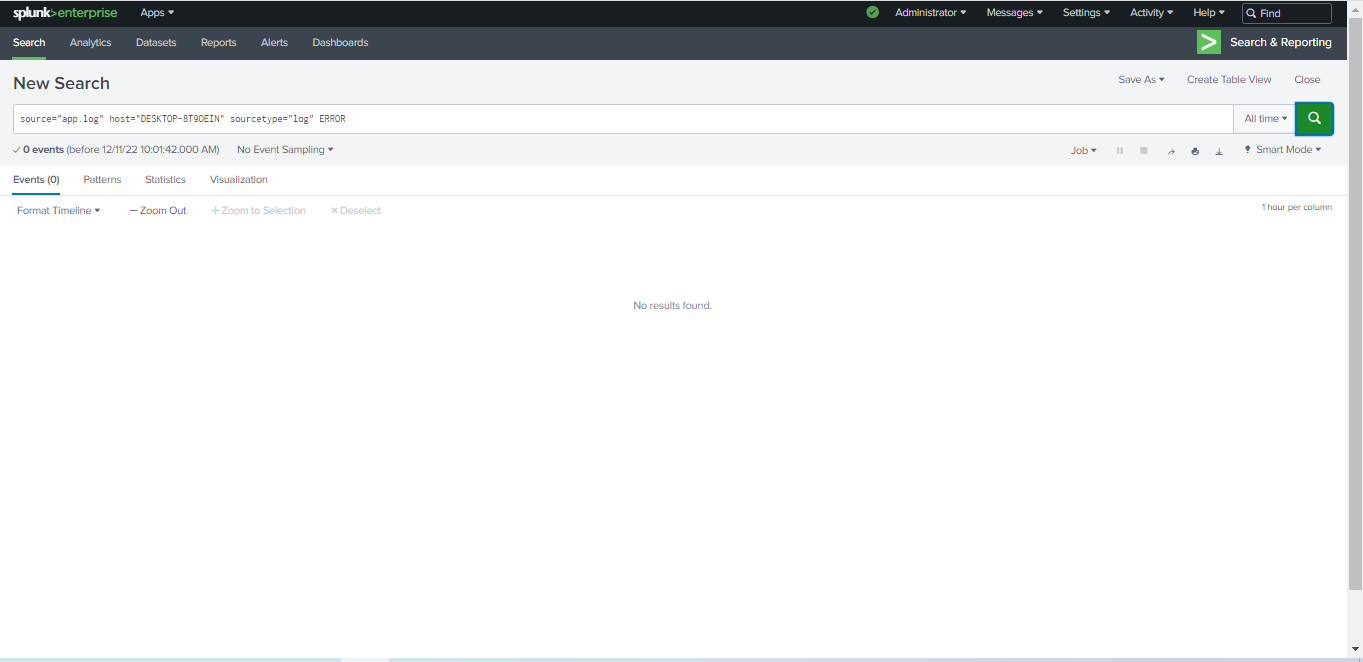 splunk>enterprise Apps Administrator Messages Settings Activity Help Find
Search Analytics Datasets Reports Alerts Dashboards Search & Reporting
New Search Save As Create Table View Close
source="app.log" host="DESKTOP-8T9OEIN" sourcetype="log" ERROR All time
0 events (before 12/11/22 10:01:42.000 AM) No Event Sampling Job Smart Mode
Events (0) Patterns Statistics Visualization
Format Timeline — Zoom Out + Zoom to Selection × Deselect 1 hour per column
No results found.